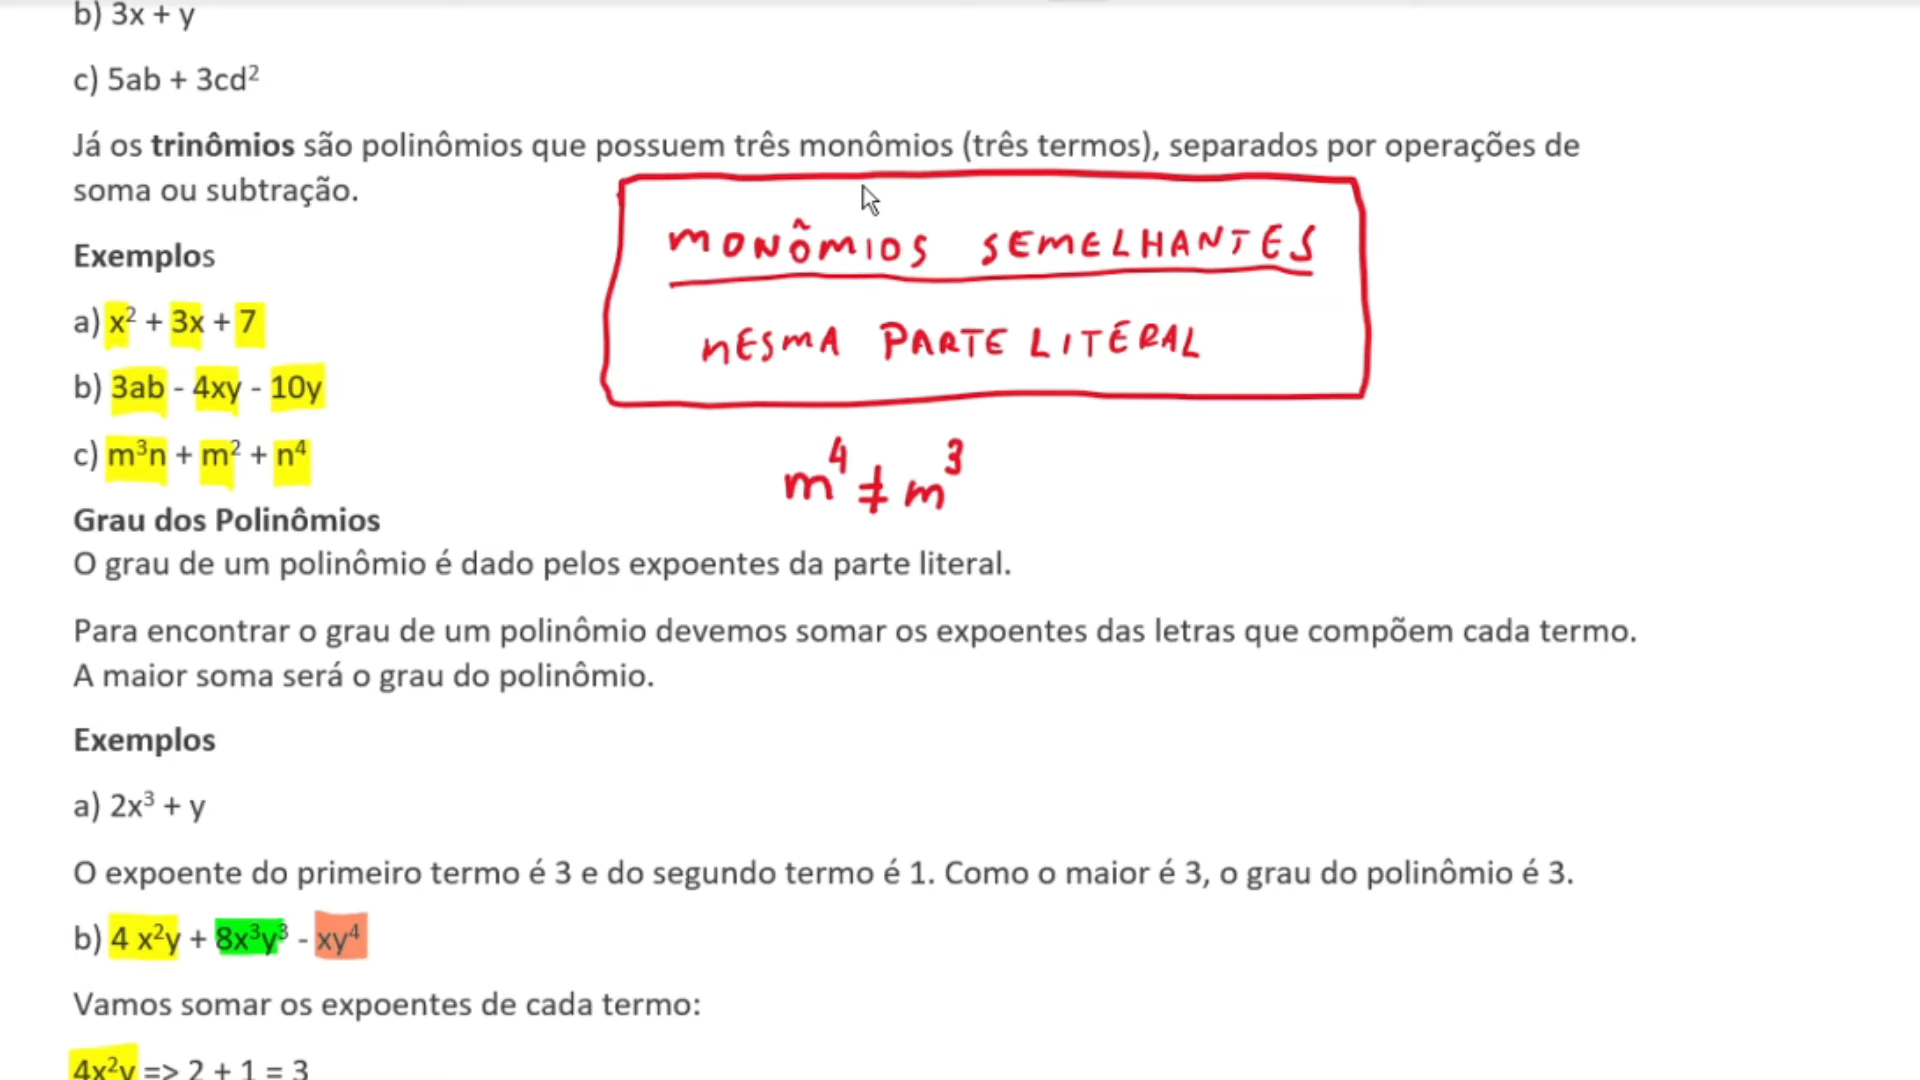 b) 3x + y
c) 5ab + 3cd²
Já os trinômios são polinômios que possuem três monômios (três termos), separados por operações de
soma ou subtração.
MONÔMIOS SEMELHANTES
Exemplos
a) x² + 3x + 7
NESMA PARTE LITERAL
b) 3ab - 4xy - 10y
c) m³n + m² + n⁴
m⁴ ≠ m³
Grau dos Polinômios
O grau de um polinômio é dado pelos expoentes da parte literal.
Para encontrar o grau de um polinômio devemos somar os expoentes das letras que compõem cada termo.
A maior soma será o grau do polinômio.
Exemplos
a) 2x³ + y
O expoente do primeiro termo é 3 e do segundo termo é 1. Como o maior é 3, o grau do polinômio é 3.
b) 4 x²y + 8x³y³ - xy⁴
Vamos somar os expoentes de cada termo:
4x²y => 2 + 1 = 3